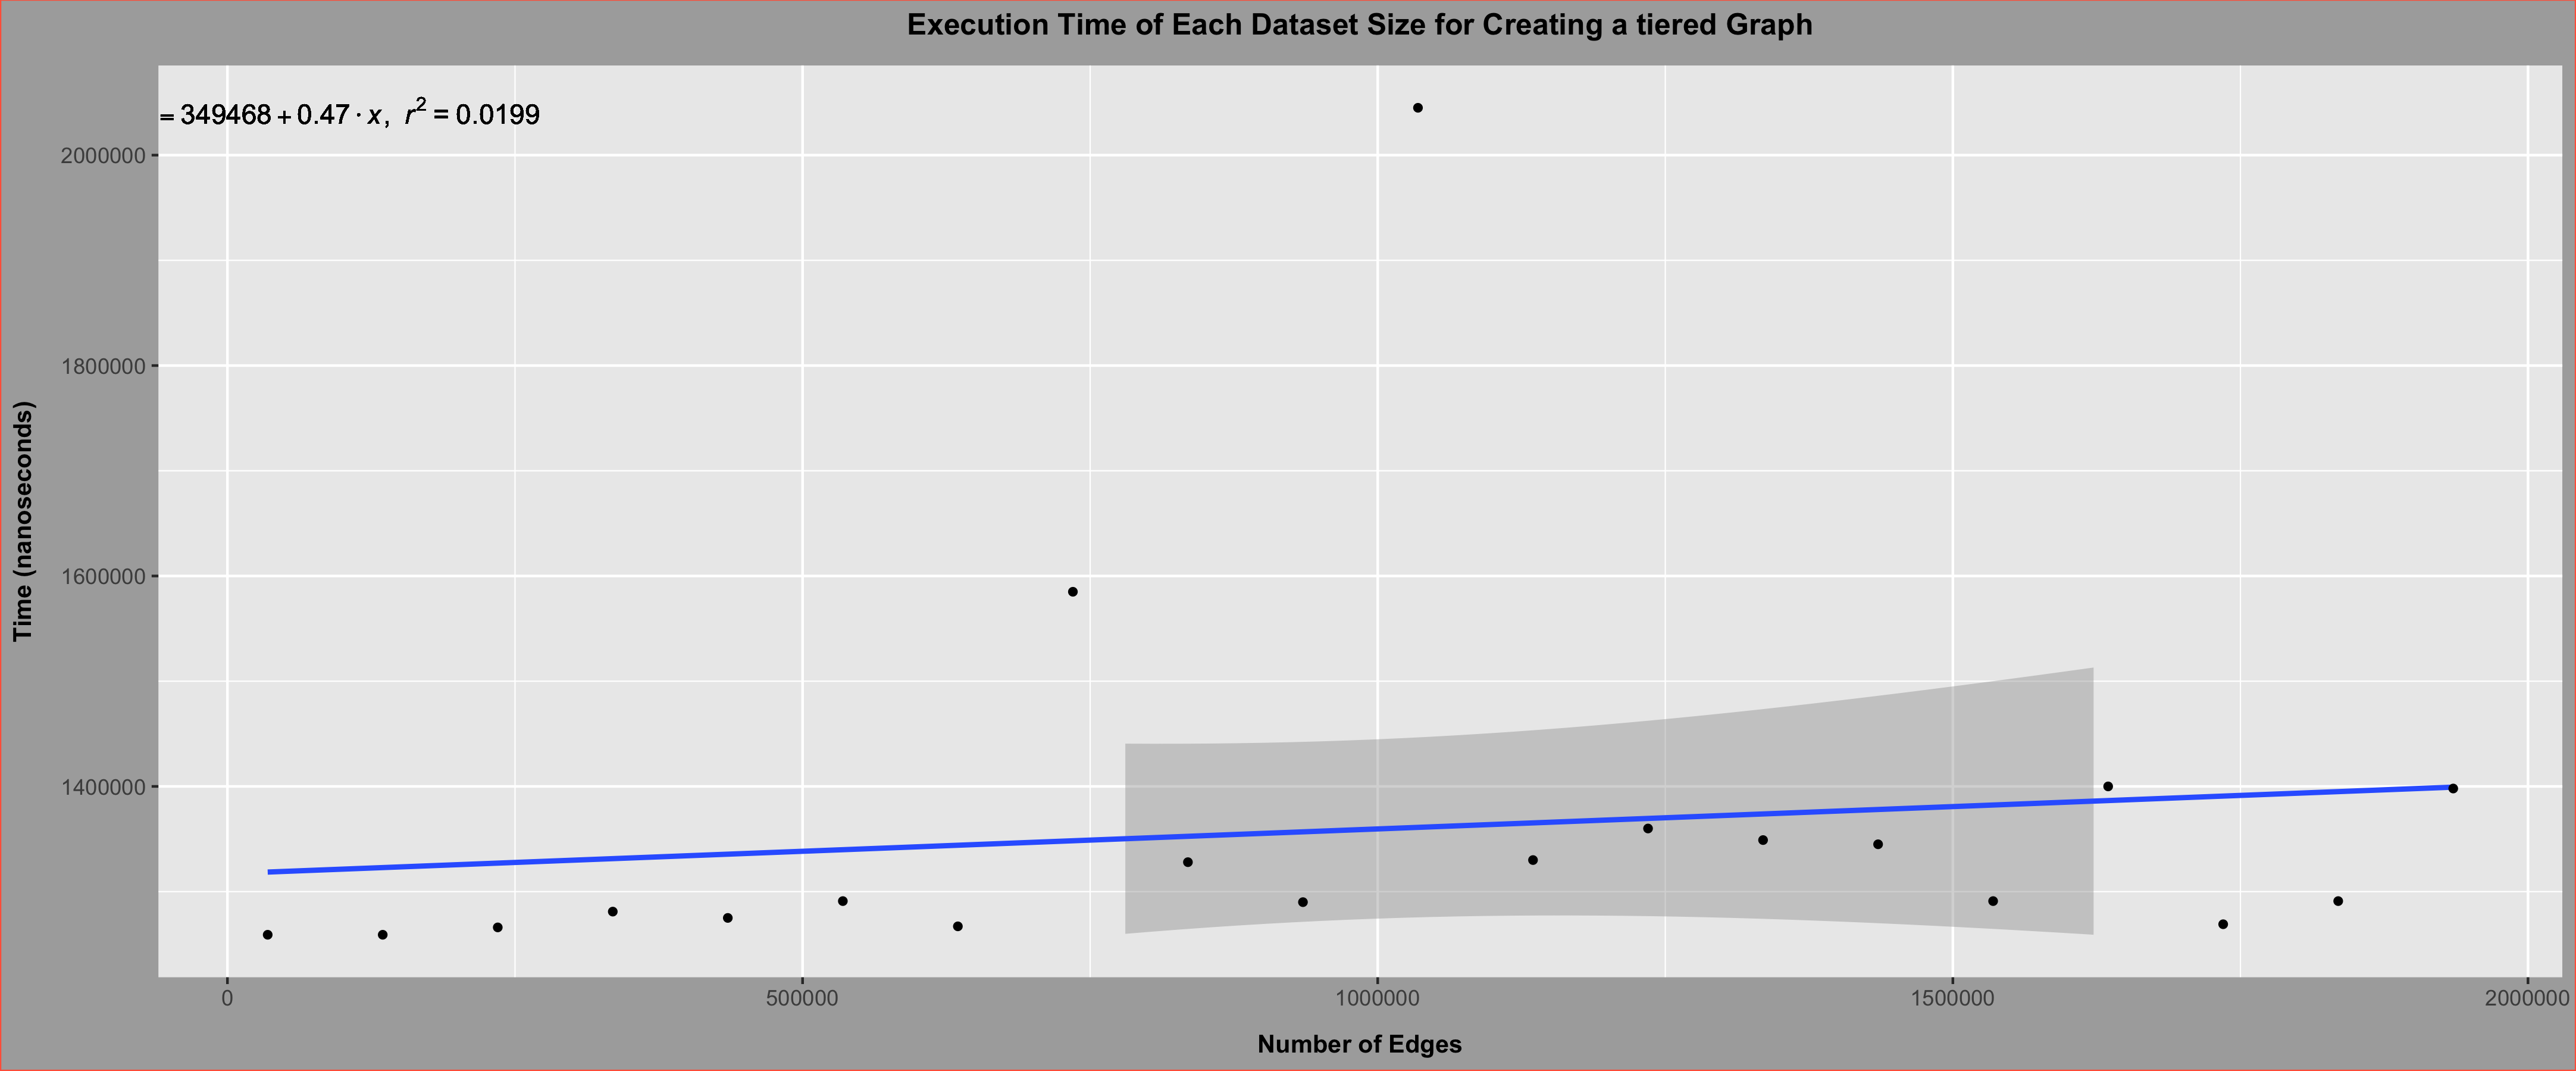 Execution Time of Each Dataset Size for Creating a tiered Graph
= 349468 + 0.47 · x, r² = 0.0199
2000000
1800000
1600000
1400000
Time (nanoseconds)
0 500000 1000000 1500000 2000000
Number of Edges